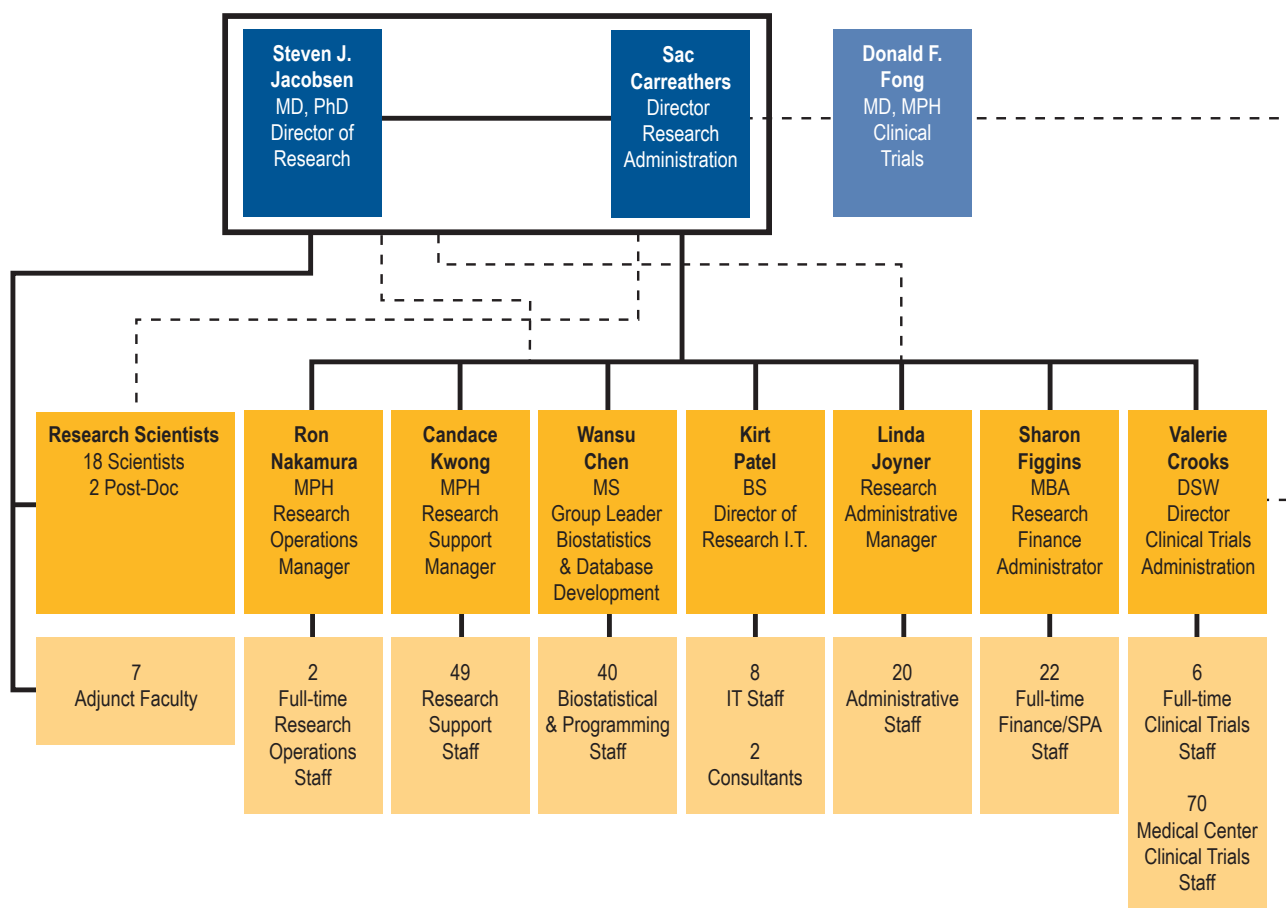 Steven J.
Jacobsen
MD, PhD
Director of
Research
Sac
Carreathers
Director
Research
Administration
Donald F.
Fong
MD, MPH
Clinical
Trials
Research Scientists
18 Scientists
2 Post-Doc
Ron
Nakamura
MPH
Research
Operations
Manager
Candace
Kwong
MPH
Research
Support
Manager
Wansu
Chen
MS
Group Leader
Biostatistics
& Database
Development
Kirt
Patel
BS
Director of
Research I.T.
Linda
Joyner
Research
Administrative
Manager
Sharon
Figgins
MBA
Research
Finance
Administrator
Valerie
Crooks
DSW
Director
Clinical Trials
Administration
7
Adjunct Faculty
2
Full-time
Research
Operations
Staff
49
Research
Support
Staff
40
Biostatistical
& Programming
Staff
8
IT Staff
2
Consultants
20
Administrative
Staff
22
Full-time
Finance/SPA
Staff
6
Full-time
Clinical Trials
Staff
70
Medical Center
Clinical Trials
Staff